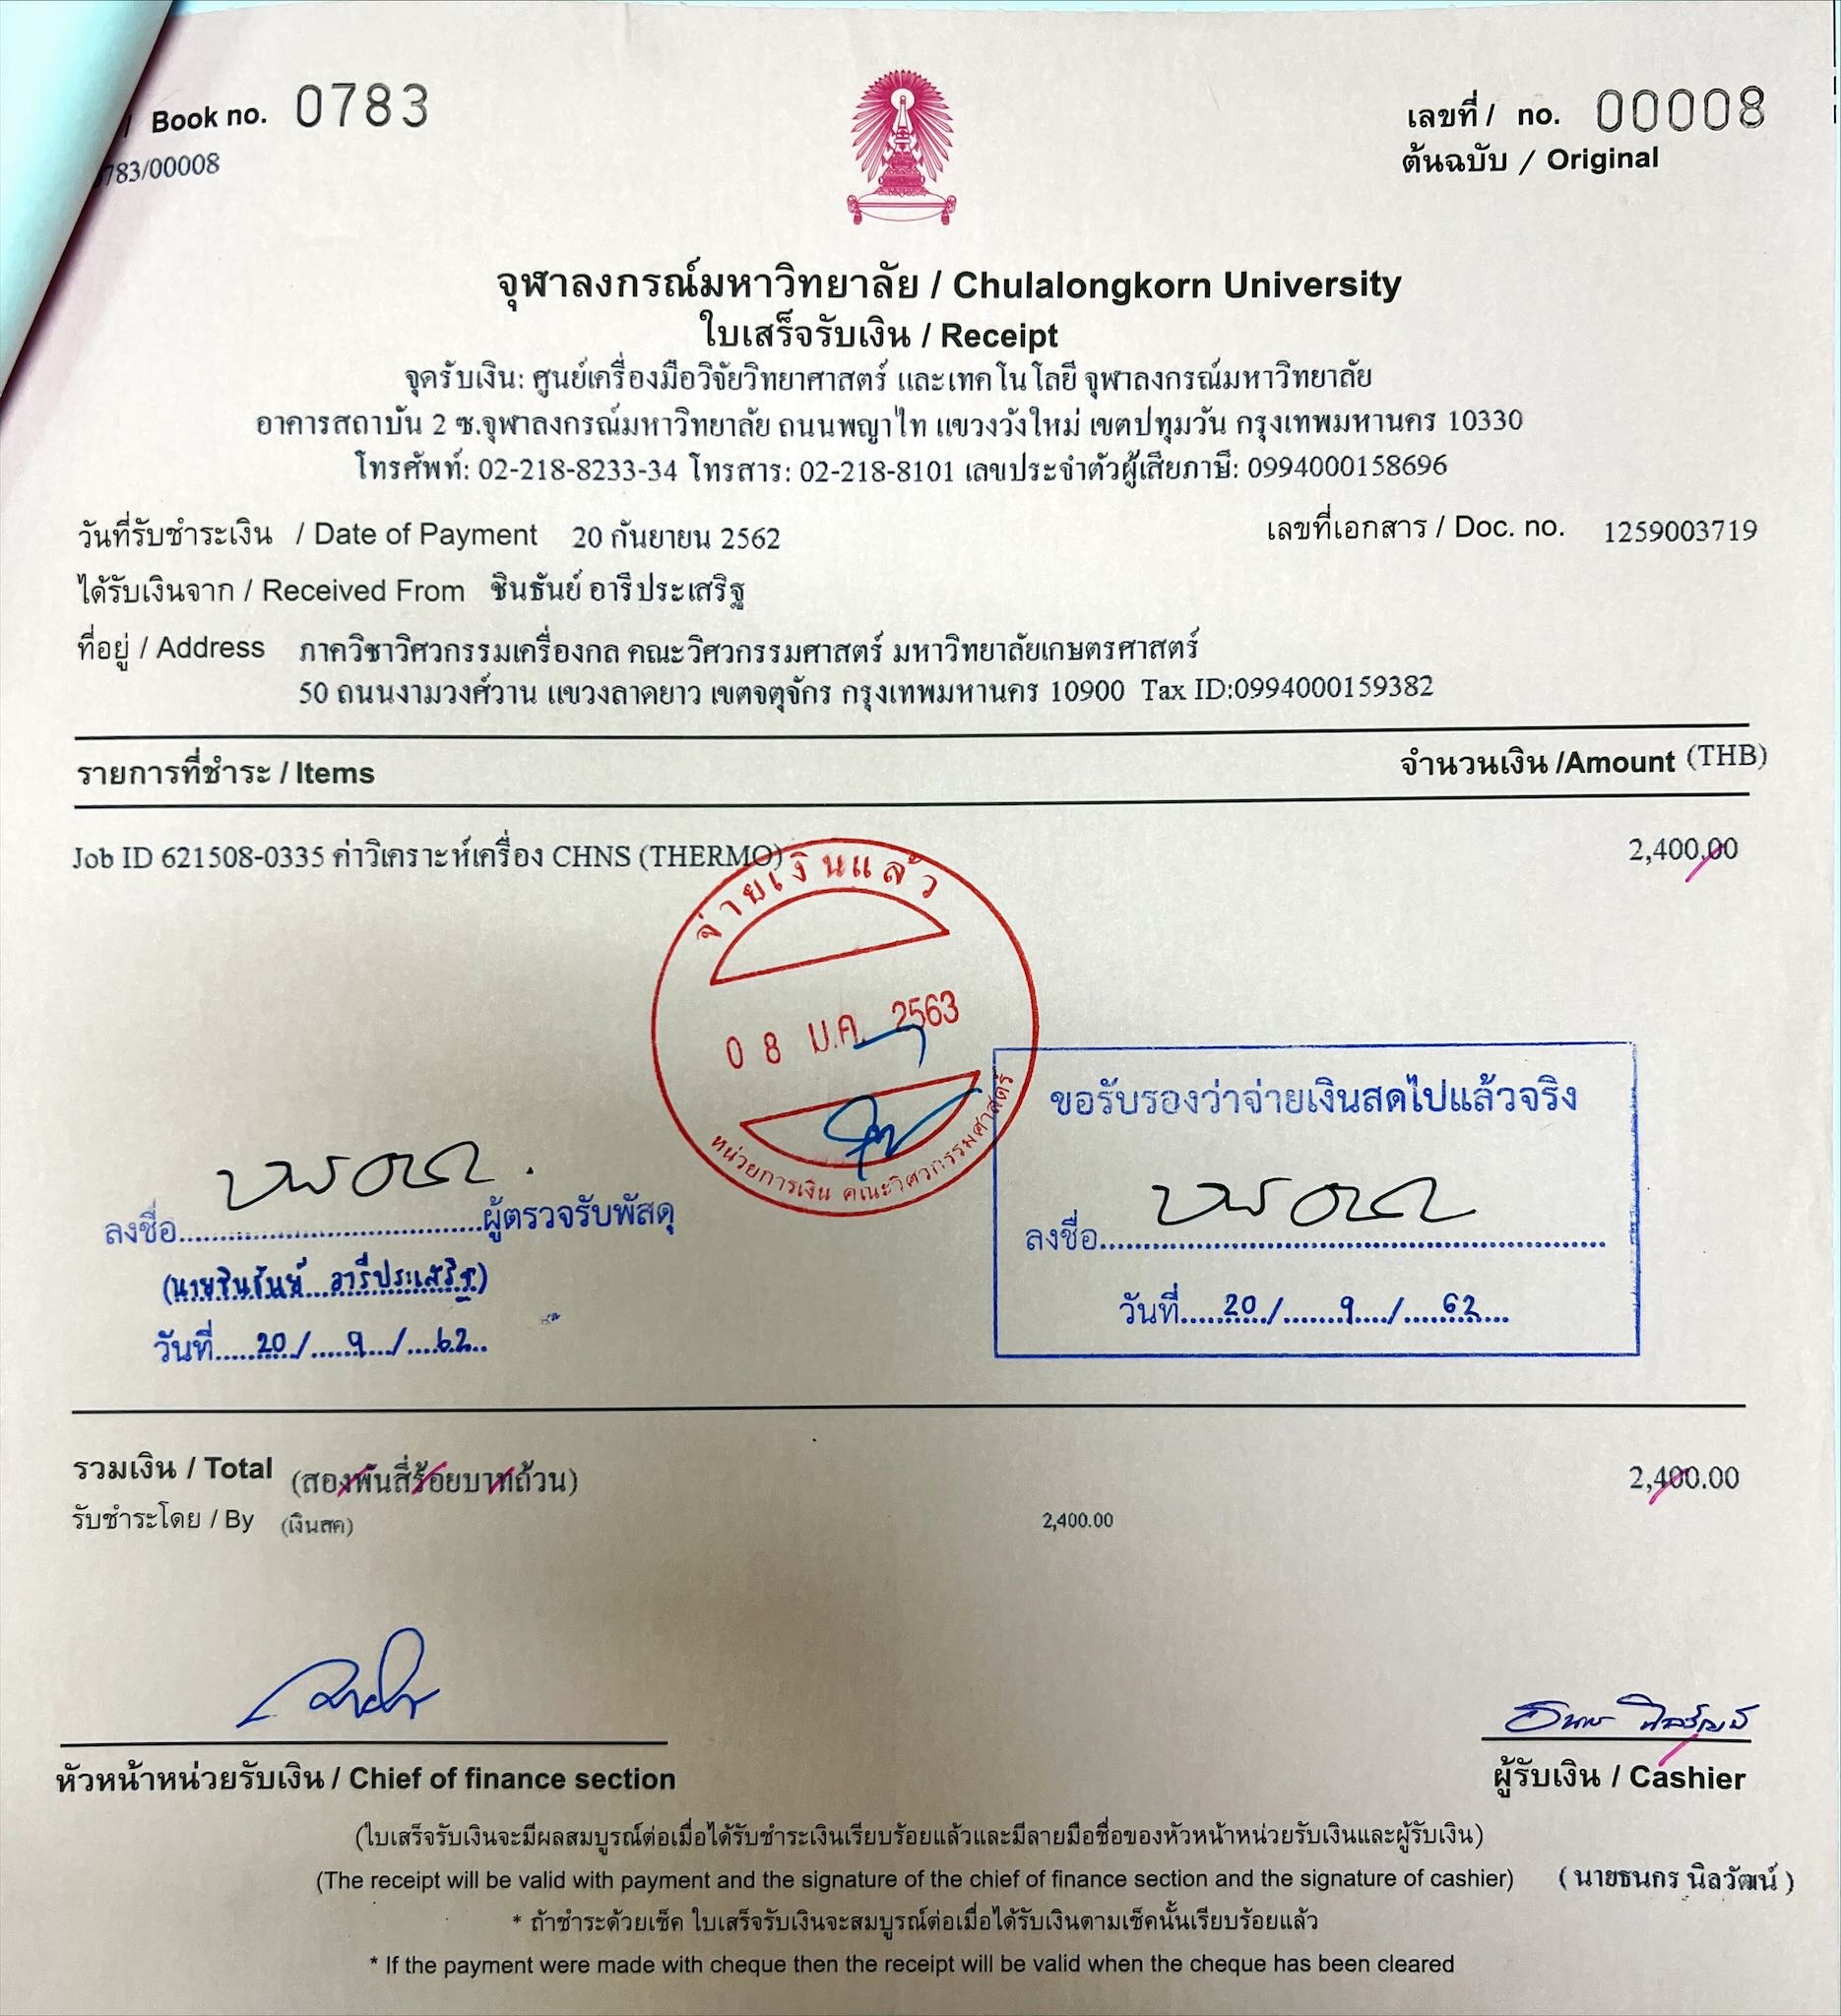 / Book no. 0783
783/00008
เลขที่ / no. 00008
ต้นฉบับ / Original
จุฬาลงกรณ์มหาวิทยาลัย / Chulalongkorn University
ใบเสร็จรับเงิน / Receipt
จุดรับเงิน: ศูนย์เครื่องมือวิจัยวิทยาศาสตร์ และเทคโนโลยี จุฬาลงกรณ์มหาวิทยาลัย
อาคารสถาบัน 2 ซ.จุฬาลงกรณ์มหาวิทยาลัย ถนนพญาไท แขวงวังใหม่ เขตปทุมวัน กรุงเทพมหานคร 10330
โทรศัพท์: 02-218-8233-34 โทรสาร: 02-218-8101 เลขประจำตัวผู้เสียภาษี: 0994000158696
วันที่รับชำระเงิน / Date of Payment 20 กันยายน 2562 เลขที่เอกสาร / Doc. no. 1259003719
ได้รับเงินจาก / Received From ชินธันย์ อารีประเสริฐ
ที่อยู่ / Address ภาควิชาวิศวกรรมเครื่องกล คณะวิศวกรรมศาสตร์ มหาวิทยาลัยเกษตรศาสตร์
50 ถนนงามวงศ์วาน แขวงลาดยาว เขตจตุจักร กรุงเทพมหานคร 10900 Tax ID:0994000159382
รายการที่ชำระ / Items จำนวนเงิน /Amount (THB)
Job ID 621508-0335 ค่าวิเคราะห์เครื่อง CHNS (THERMO) 2,400.00
จ่ายเงินแล้ว
08 ม.ค. 2563
หน่วยการเงิน คณะวิศวกรรมศาสตร์
ขอรับรองว่าจ่ายเงินสดไปแล้วจริง
ลงชื่อ
วันที่ 20 / 9 / 62
ลงชื่อ ผู้ตรวจรับพัสดุ
(นายชินธันย์ อารีประเสริฐ)
วันที่ 20 / 9 / 62
รวมเงิน / Total (สองพันสี่ร้อยบาทถ้วน) 2,400.00
รับชำระโดย / By (เงินสด) 2,400.00
หัวหน้าหน่วยรับเงิน / Chief of finance section
ผู้รับเงิน / Cashier
(ใบเสร็จรับเงินจะมีผลสมบูรณ์ต่อเมื่อได้รับชำระเงินเรียบร้อยแล้วและมีลายมือชื่อของหัวหน้าหน่วยรับเงินและผู้รับเงิน)
(The receipt will be valid with payment and the signature of the chief of finance section and the signature of cashier) (นายธนกร นิลวัฒน์)
* ถ้าชำระด้วยเช็ค ใบเสร็จรับเงินจะสมบูรณ์ต่อเมื่อได้รับเงินตามเช็คนั้นเรียบร้อยแล้ว
* If the payment were made with cheque then the receipt will be valid when the cheque has been cleared